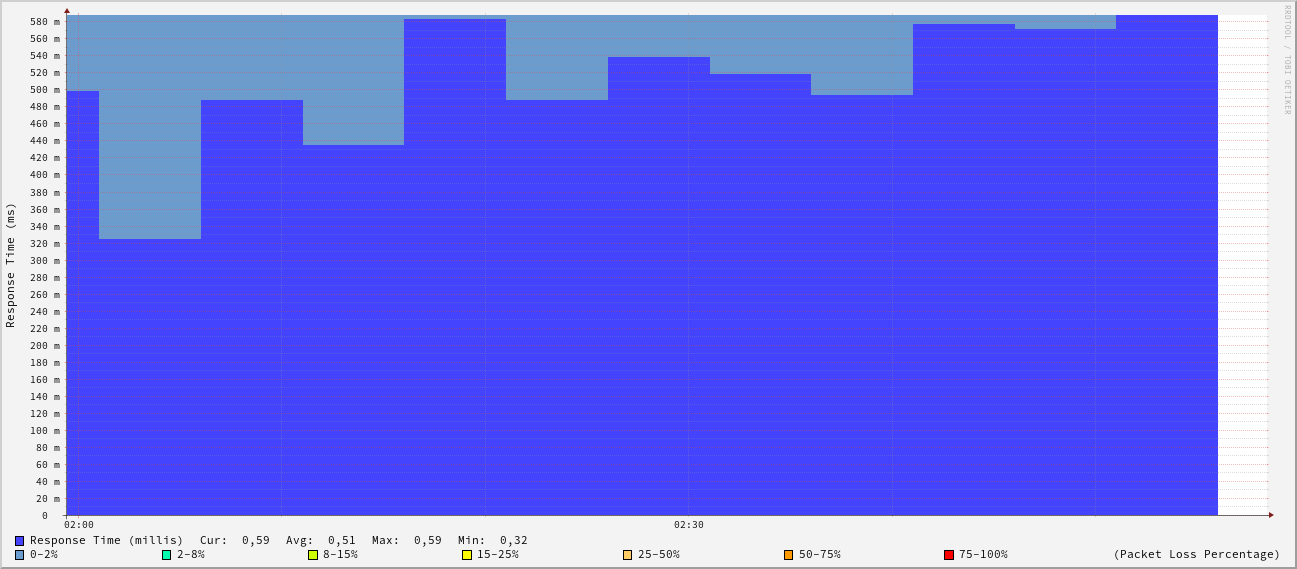 RRDTOOL / TOBI OETIKER
Response Time (ms)
580 m
560 m
540 m
520 m
500 m
480 m
460 m
440 m
420 m
400 m
380 m
360 m
340 m
320 m
300 m
280 m
260 m
240 m
220 m
200 m
180 m
160 m
140 m
120 m
100 m
80 m
60 m
40 m
20 m
0
02:00 02:30
Response Time (millis) Cur: 0,59 Avg: 0,51 Max: 0,59 Min: 0,32
0-2% 2-8% 8-15% 15-25% 25-50% 50-75% 75-100% (Packet Loss Percentage)